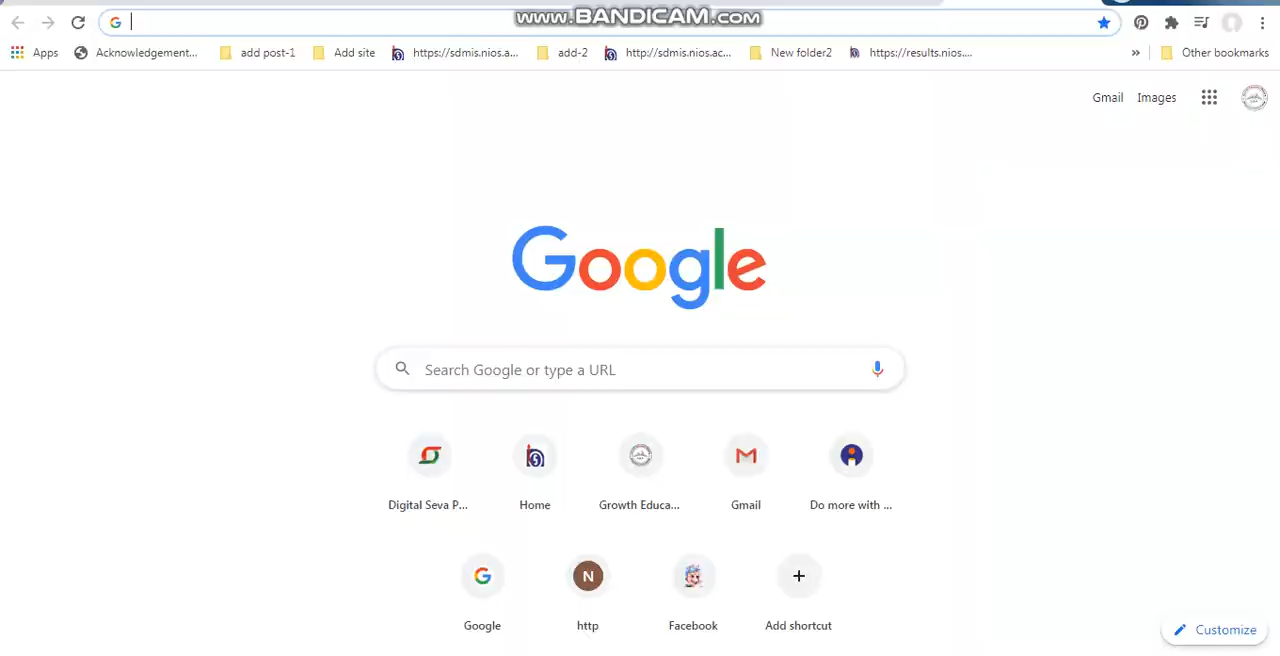 www.BANDICAM.com
Apps Acknowledgement... add post-1 Add site https://sdmis.nios.a... add-2 http://sdmis.nios.ac... New folder2 https://results.nios.... » Other bookmarks
Gmail Images
Google
Search Google or type a URL
Digital Seva P... Home Growth Educa... Gmail Do more with ...
N
Google http Facebook Add shortcut
Customize